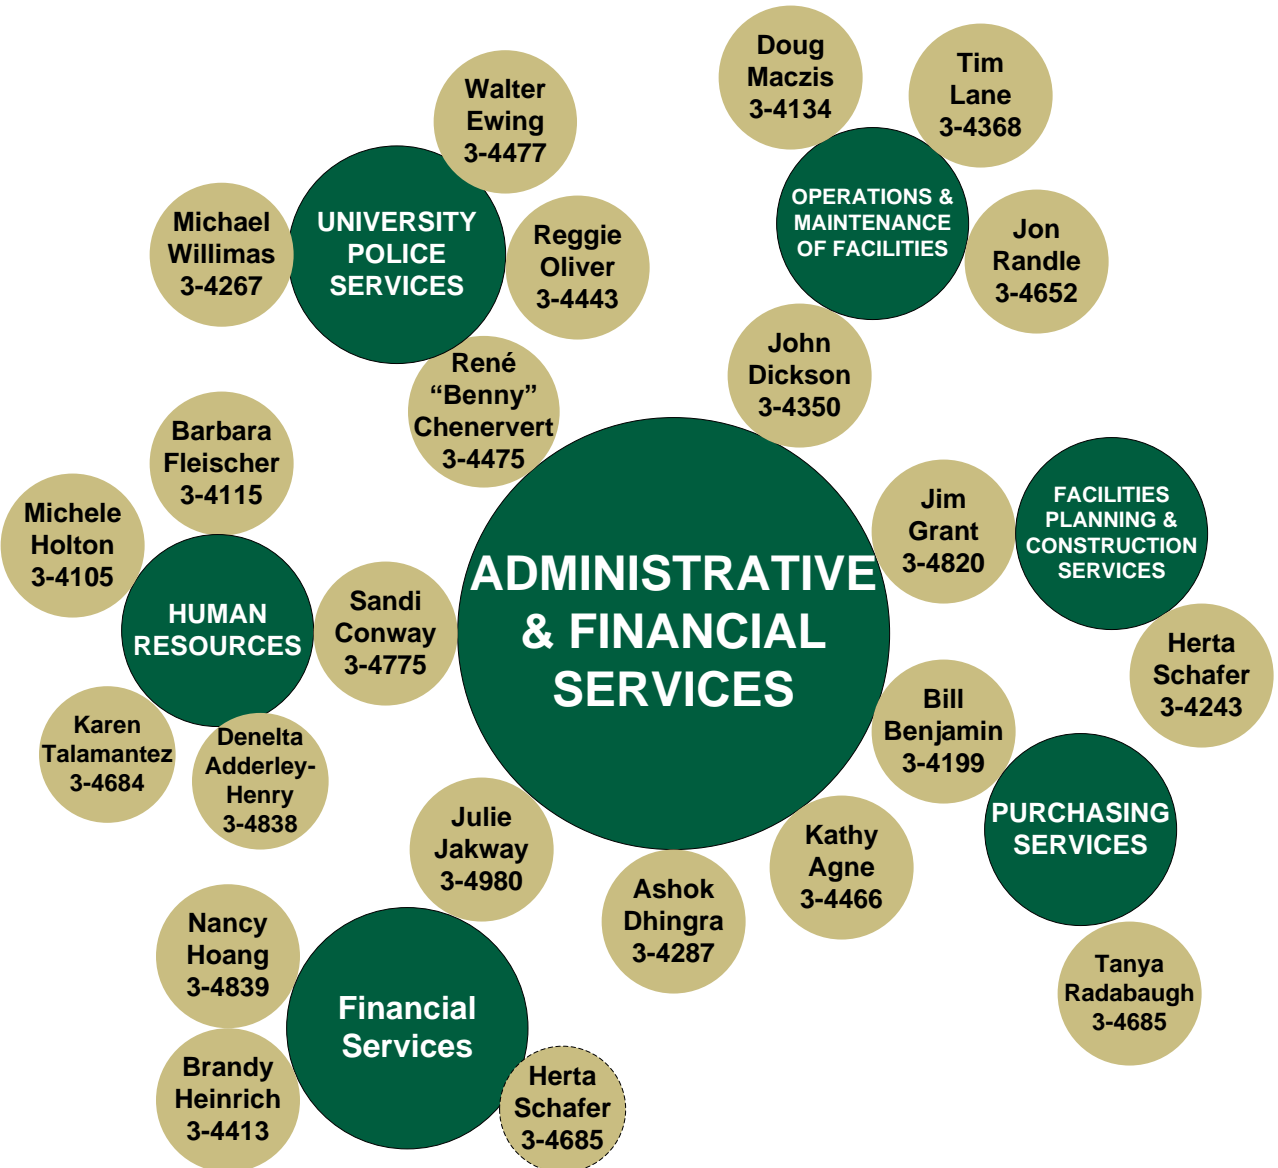 Doug
Maczis
3-4134
Tim
Lane
3-4368
Walter
Ewing
3-4477
OPERATIONS &
MAINTENANCE
OF FACILITIES
Michael
Willimas
3-4267
UNIVERSITY
POLICE
SERVICES
Reggie
Oliver
3-4443
Jon
Randle
3-4652
John
Dickson
3-4350
René
“Benny”
Chenervert
3-4475
Barbara
Fleischer
3-4115
Michele
Holton
3-4105
Jim
Grant
3-4820
FACILITIES
PLANNING &
CONSTRUCTION
SERVICES
ADMINISTRATIVE
& FINANCIAL
SERVICES
HUMAN
RESOURCES
Sandi
Conway
3-4775
Herta
Schafer
3-4243
Bill
Benjamin
3-4199
Karen
Talamantez
3-4684
Denelta
Adderley-
Henry
3-4838
Julie
Jakway
3-4980
PURCHASING
SERVICES
Kathy
Agne
3-4466
Ashok
Dhingra
3-4287
Nancy
Hoang
3-4839
Financial
Services
Tanya
Radabaugh
3-4685
Brandy
Heinrich
3-4413
Herta
Schafer
3-4685